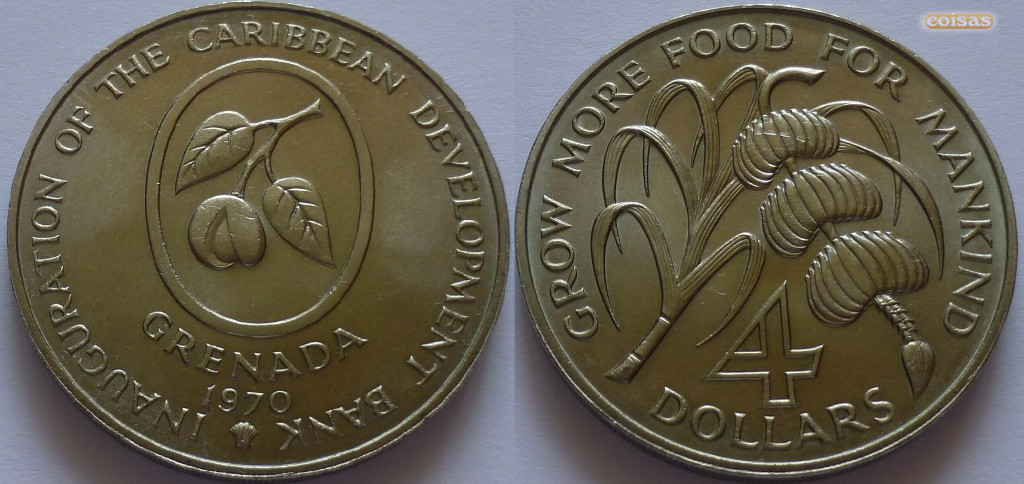 INAUGURATION OF THE CARIBBEAN DEVELOPMENT BANK
GRENADA
1970
GROW MORE FOOD FOR MANKIND
4
DOLLARS
coisas